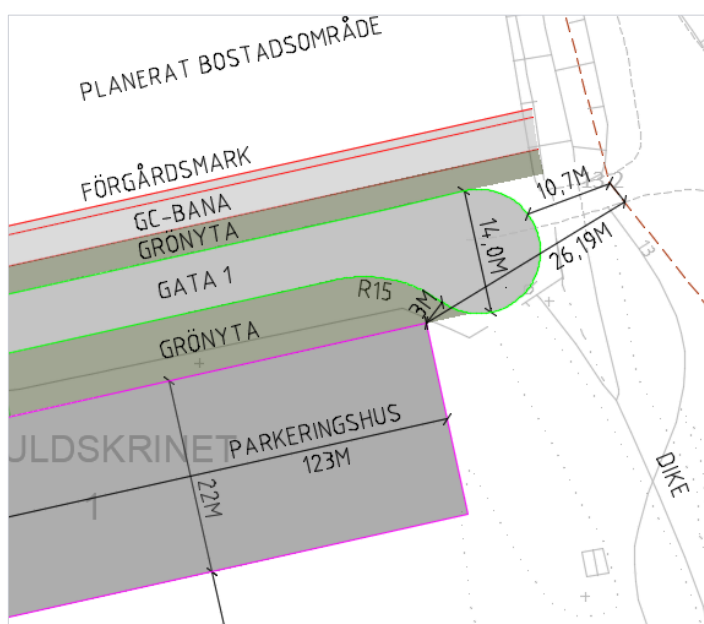 PLANERAT BOSTADSOMRÅDE
FÖRGÅRDSMARK
GC-BANA
GRÖNYTA
GATA 1
GRÖNYTA
R15
3M
14,0M
10,7M
26,19M
13
PARKERINGSHUS
123M
22M
ULDSKRINET
1
DIKE